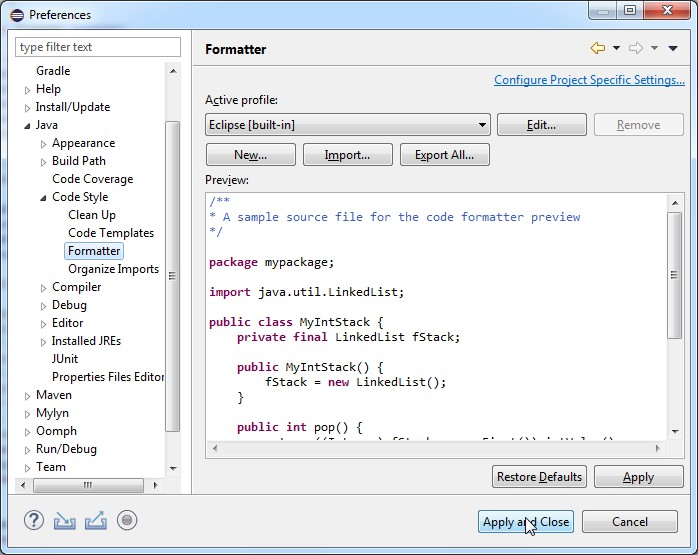 Preferences
type filter text
Gradle
Help
Install/Update
Java
Appearance
Build Path
Code Coverage
Code Style
Clean Up
Code Templates
Formatter
Organize Imports
Compiler
Debug
Editor
Installed JREs
JUnit
Properties Files Editor
Maven
Mylyn
Oomph
Run/Debug
Team
Formatter
Configure Project Specific Settings...
Active profile:
Eclipse [built-in]
Edit...
Remove
New...
Import...
Export All...
Preview:
/**
* A sample source file for the code formatter preview
*/
package mypackage;
import java.util.LinkedList;
public class MyIntStack {
private final LinkedList fStack;
public MyIntStack() {
fStack = new LinkedList();
}
public int pop() {
Restore Defaults
Apply
Apply and Close
Cancel